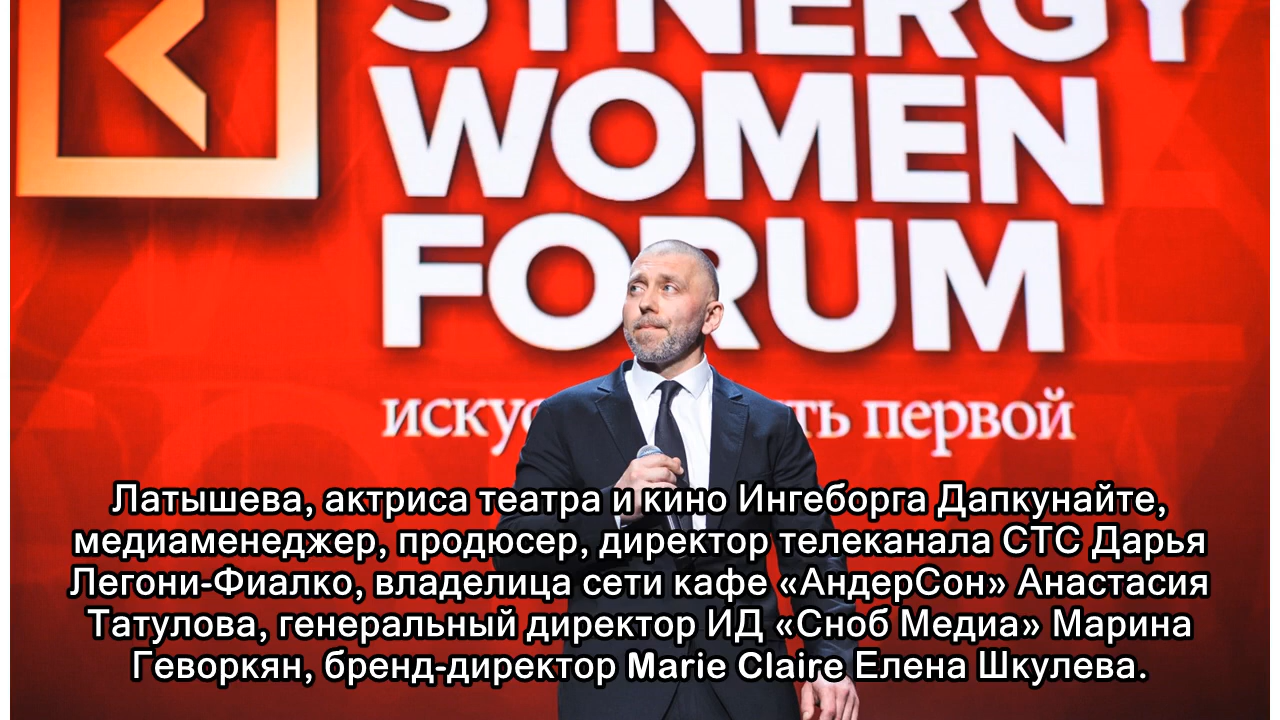 SYNERGY
WOMEN
FORUM
первой
Латышева, актриса театра и кино Ингеборга Дапкунайте,
медиаменеджер, продюсер, директор телеканала СТС Дарья
Легони-Фиалко, владелица сети кафе «АндерСон» Анастасия
Татулова, генеральный директор ИД «Сноб Медиа» Марина
Геворкян, бренд-директор Marie Claire Елена Шкулева.